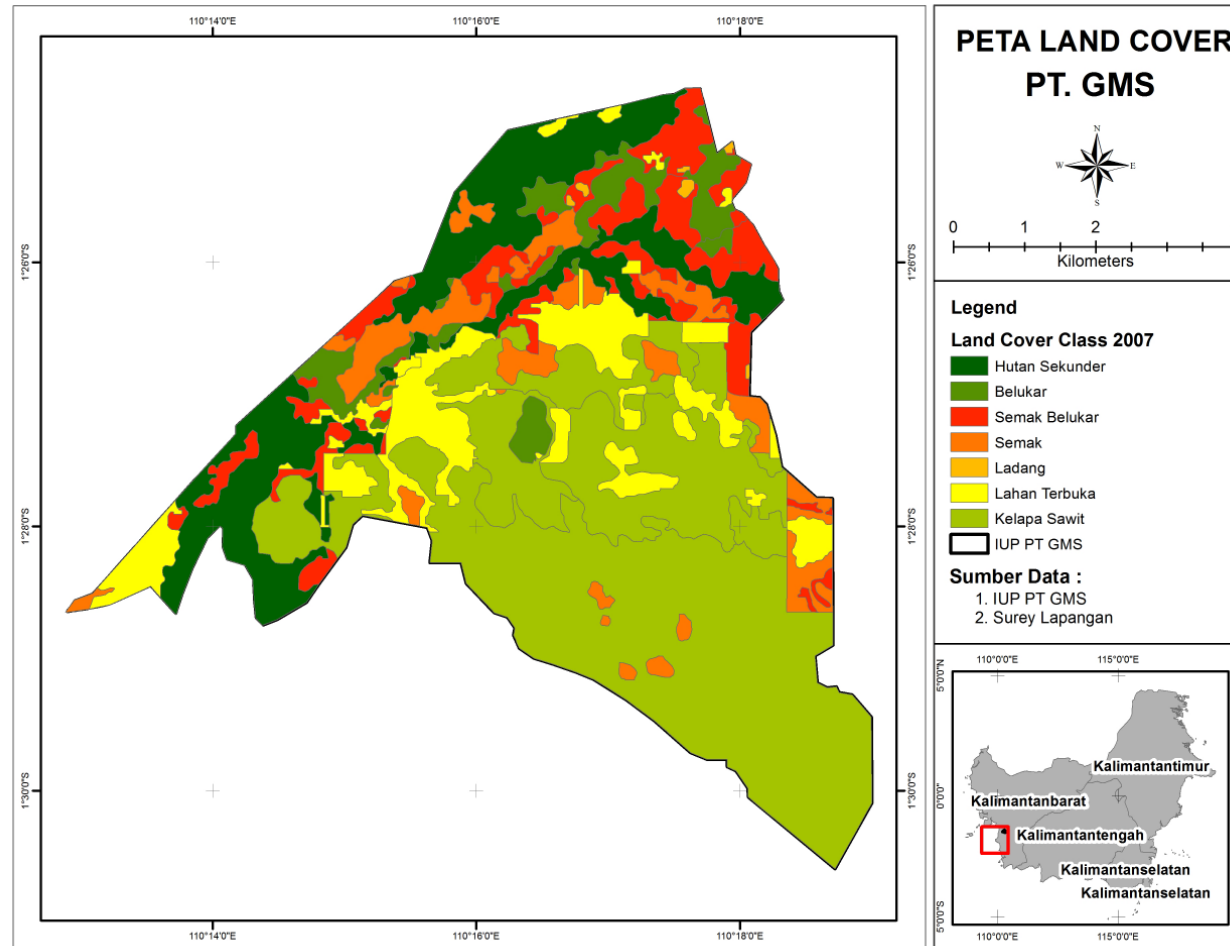 110°14'0"E 110°16'0"E 110°18'0"E
1°26'0"S 1°26'0"S
1°28'0"S 1°28'0"S
1°30'0"S 1°30'0"S
110°14'0"E 110°16'0"E 110°18'0"E
PETA LAND COVER
PT. GMS
N
W E
S
0 1 2
Kilometers
Legend
Land Cover Class 2007
Hutan Sekunder
Belukar
Semak Belukar
Semak
Ladang
Lahan Terbuka
Kelapa Sawit
IUP PT GMS
Sumber Data :
1. IUP PT GMS
2. Surey Lapangan
110°0'0"E 115°0'0"E
5°0'0"N
Kalimantantimur
0°0'0"
Kalimantanbarat
Kalimantantengah
Kalimantanselatan
Kalimantanselatan
5°0'0"S
110°0'0"E 115°0'0"E